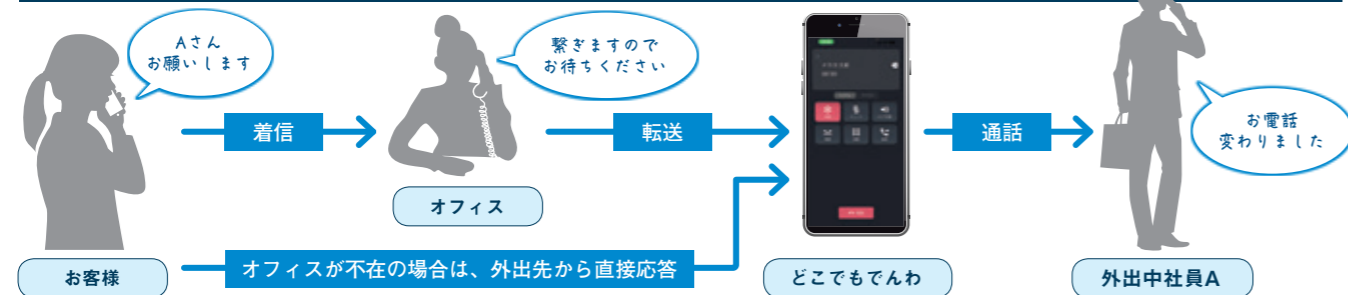 Aさん
お願いします
繋ぎますので
お待ちください
着信
転送
通話
お電話
変わりました
オフィス
オフィスが不在の場合は、外出先から直接応答
お客様
どこでもでんわ
外出中社員A